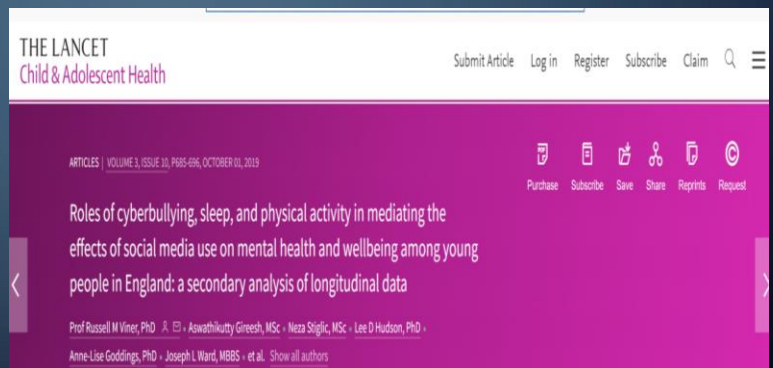 THE LANCET
Child & Adolescent Health
Submit Article Log in Register Subscribe Claim
ARTICLES | VOLUME 3, ISSUE 10, P685-696, OCTOBER 01, 2019
Purchase Subscribe Save Share Reprints Request
Roles of cyberbullying, sleep, and physical activity in mediating the
effects of social media use on mental health and wellbeing among young
people in England: a secondary analysis of longitudinal data
Prof Russell M Viner, PhD • Aswathikutty Gireesh, MSc • Neza Stiglic, MSc • Lee D Hudson, PhD •
Anne-Lise Goddings, PhD • Joseph L Ward, MBBS • et al. Show all authors